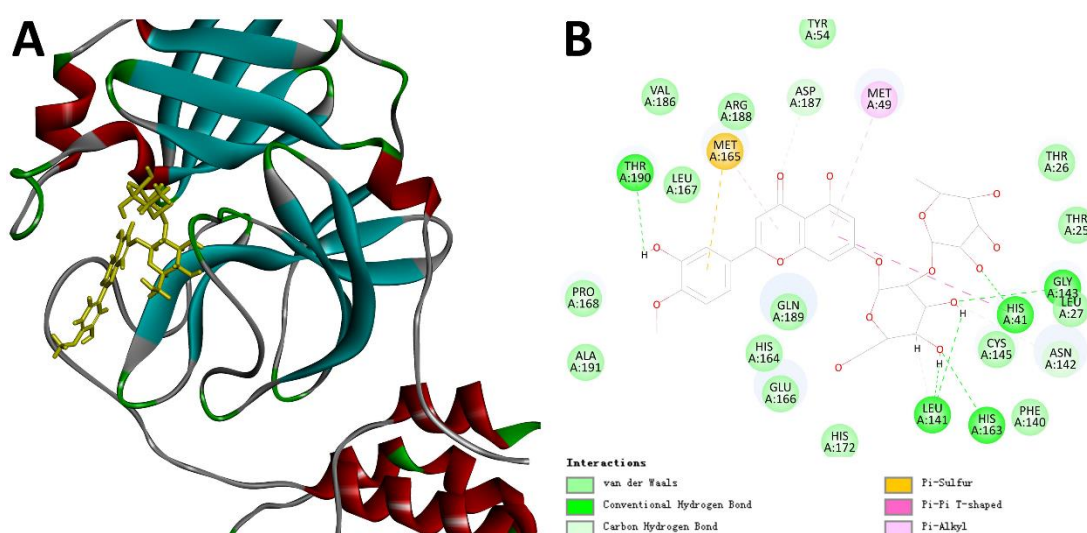 A
B
TYR
A:54
VAL
A:186
ARG
A:188
ASP
A:187
MET
A:49
MET
A:165
THR
A:190
LEU
A:167
THR
A:26
THR
A:25
PRO
A:168
ALA
A:191
GLN
A:189
HIS
A:164
GLU
A:166
HIS
A:172
GLY
A:143
LEU
A:27
HIS
A:41
CYS
A:145
ASN
A:142
LEU
A:141
HIS
A:163
PHE
A:140
O
O
H
O
O
O
O
O
O
O
O
O
O
H
H
O
H
O
O
Interactions
van der Waals
Conventional Hydrogen Bond
Carbon Hydrogen Bond
Pi-Sulfur
Pi-Pi T-shaped
Pi-Alkyl